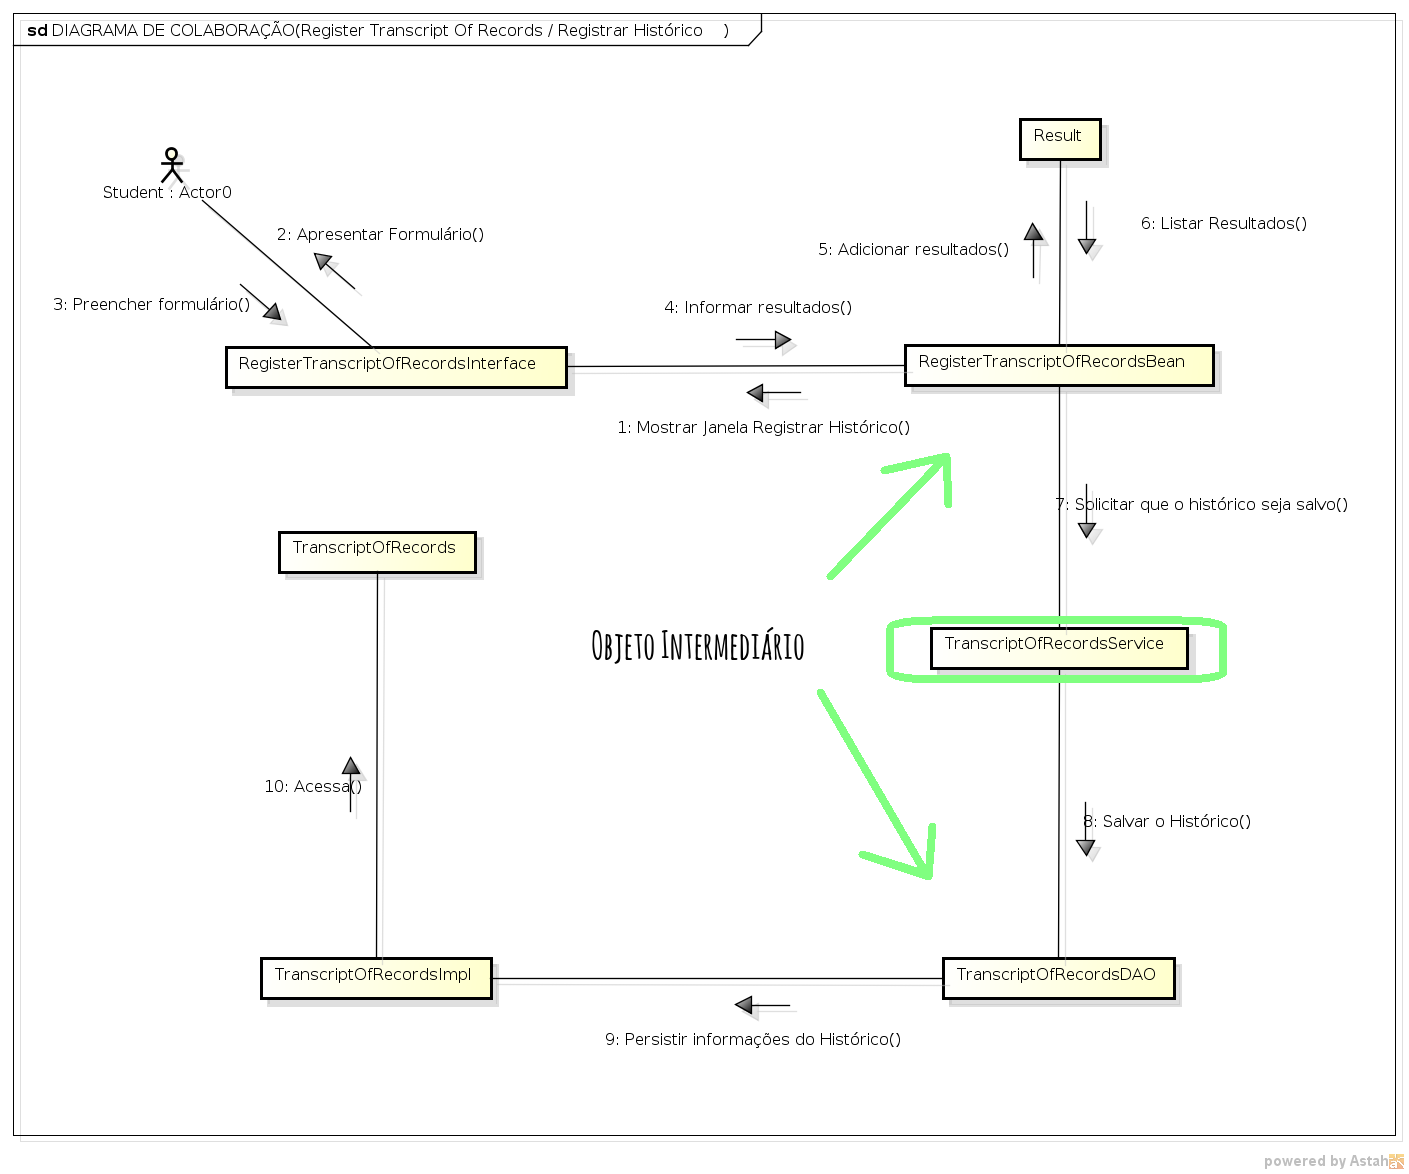 sd DIAGRAMA DE COLABORAÇÃO(Register Transcript Of Records / Registrar Histórico )
Result
Student : Actor0
2: Apresentar Formulário()
6: Listar Resultados()
5: Adicionar resultados()
3: Preencher formulário()
4: Informar resultados()
RegisterTranscriptOfRecordsInterface
RegisterTranscriptOfRecordsBean
1: Mostrar Janela Registrar Histórico()
7: Solicitar que o histórico seja salvo()
TranscriptOfRecords
Objeto Intermediário
TranscriptOfRecordsService
10: Acessa()
8: Salvar o Histórico()
TranscriptOfRecordsImpl
TranscriptOfRecordsDAO
9: Persistir informações do Histórico()
powered by Astah